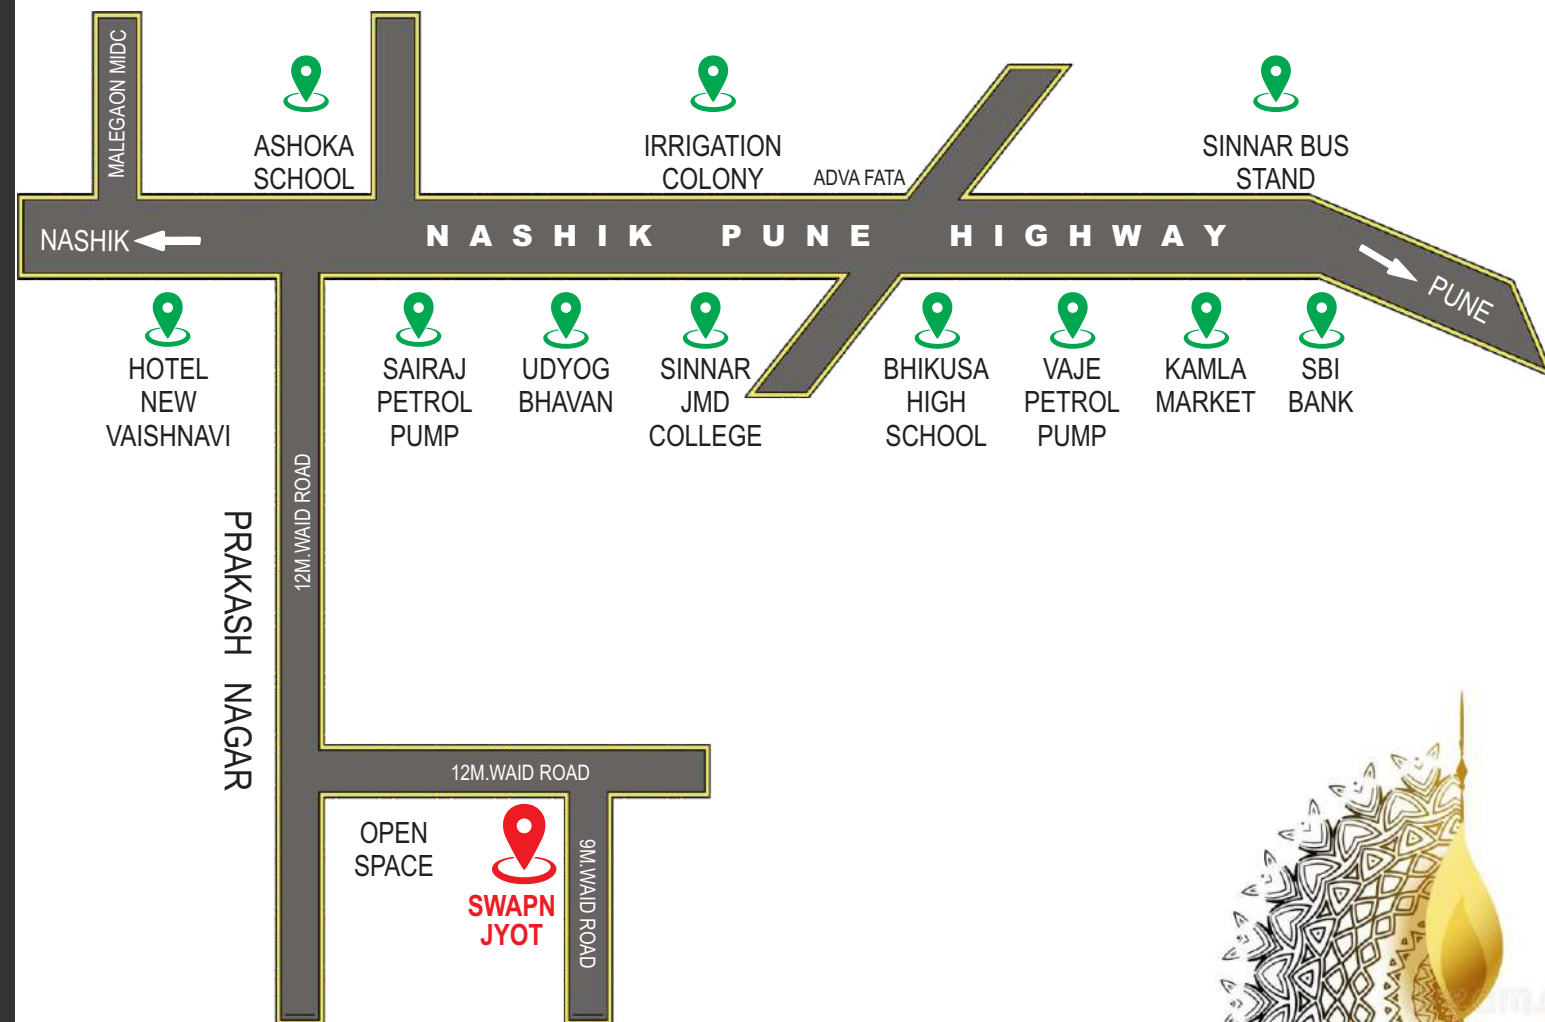 MALEGAON MIDC
ASHOKA
SCHOOL
IRRIGATION
COLONY
ADVA FATA
SINNAR BUS
STAND
NASHIK
NASHIK PUNE HIGHWAY
PUNE
HOTEL
NEW
VAISHNAVI
SAIRAJ
PETROL
PUMP
UDYOG
BHAVAN
SINNAR
JMD
COLLEGE
BHIKUSA
HIGH
SCHOOL
VAJE
PETROL
PUMP
KAMLA
MARKET
SBI
BANK
12M.WAID ROAD
PRAKASH NAGAR
12M.WAID ROAD
OPEN
SPACE
SWAPN
JYOT
9M.WAID ROAD